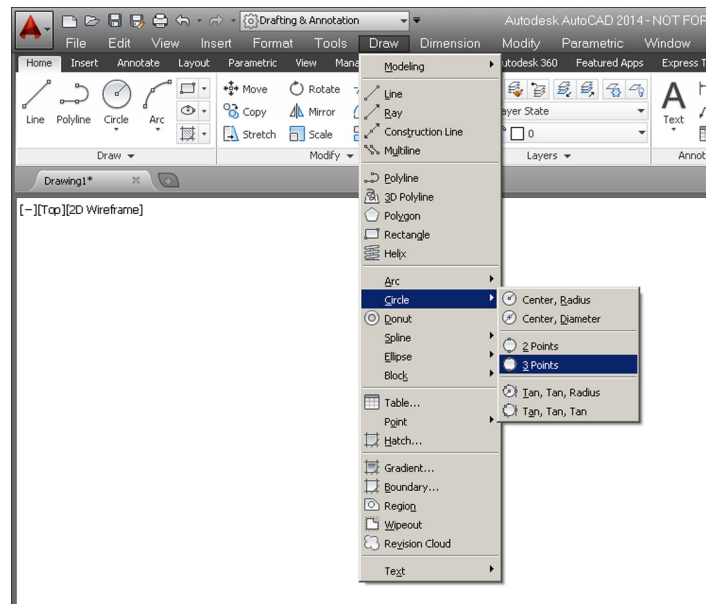 Drafting & Annotation
Autodesk AutoCAD 2014 - NOT FOR
File Edit View Insert Format Tools Draw Dimension Modify Parametric Window
Home Insert Annotate Layout Parametric View Mana utodesk 360 Featured Apps Express T
Line Polyline Circle Arc
Move Rotate
Copy Mirror
Stretch Scale
Draw Modify
ayer State
0
Layers
A
Text
Annot
Drawing1*
[−][Top][2D Wireframe]
Modeling
Line
Ray
Construction Line
Multiline
Polyline
3D Polyline
Polygon
Rectangle
Helix
Arc
Circle
Donut
Spline
Ellipse
Block
Table...
Point
Hatch...
Gradient...
Boundary...
Region
Wipeout
Revision Cloud
Text
Center, Radius
Center, Diameter
2 Points
3 Points
Tan, Tan, Radius
Tan, Tan, Tan